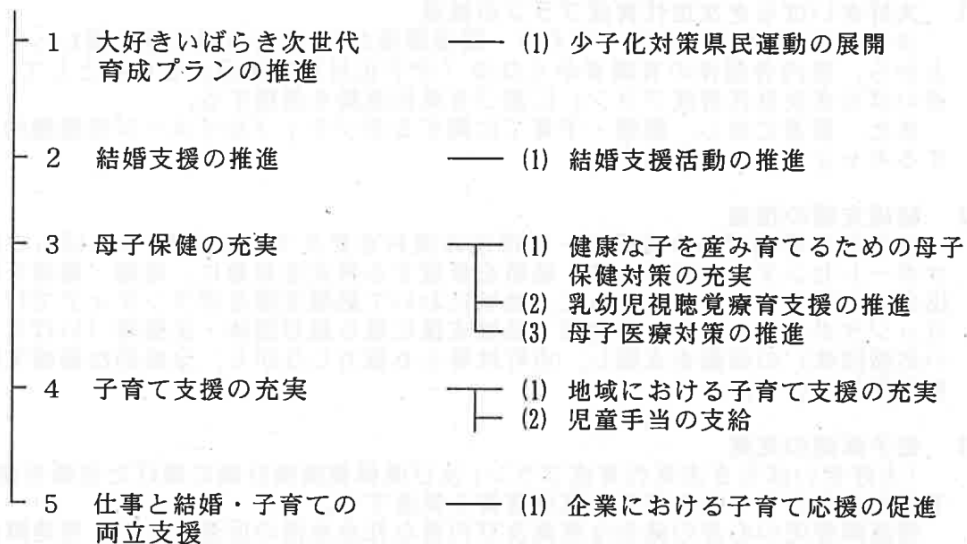 1 大好きいばらき次世代 (1) 少子化対策県民運動の展開
育成プランの推進
2 結婚支援の推進 (1) 結婚支援活動の推進
3 母子保健の充実 (1) 健康な子を産み育てるための母子
保健対策の充実
(2) 乳幼児視聴覚療育支援の推進
(3) 母子医療対策の推進
4 子育て支援の充実 (1) 地域における子育て支援の充実
(2) 児童手当の支給
5 仕事と結婚・子育ての (1) 企業における子育て応援の促進
両立支援